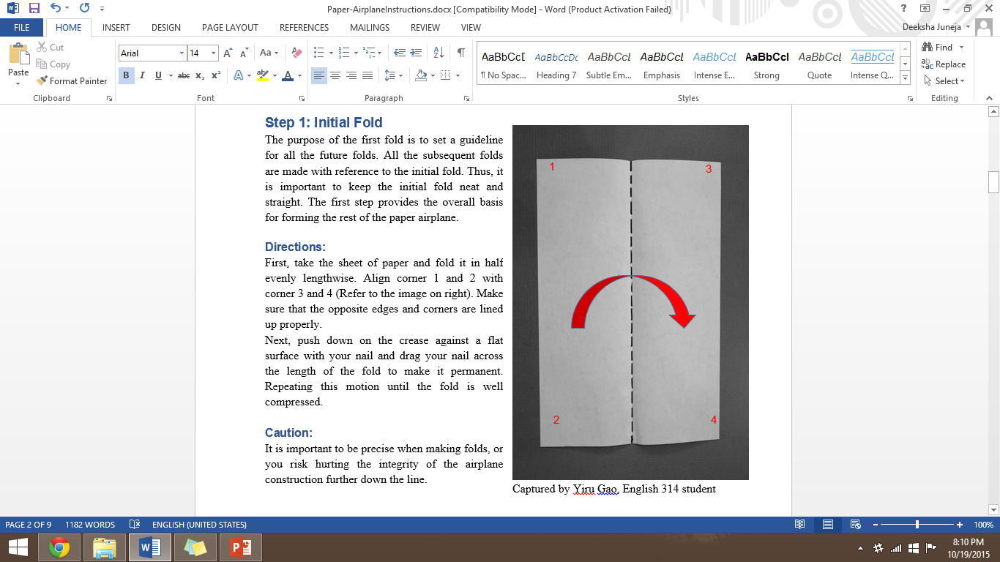 Paper-AirplaneInstructions.docx [Compatibility Mode] - Word (Product Activation Failed)
FILE HOME INSERT DESIGN PAGE LAYOUT REFERENCES MAILINGS REVIEW VIEW Deeksha Juneja
Paste
Cut
Copy
Format Painter
Clipboard
Arial 14
Font
Paragraph
AaBbCcD AaBbCcDc AaBbCcL AaBbCcL AaBbCcL AaBbCcl AaBbCcL AaBbCcL
¶ No Spac... Heading 7 Subtle Em... Emphasis Intense E... Strong Quote Intense Q...
Styles
Find
Replace
Select
Editing
Step 1: Initial Fold
The purpose of the first fold is to set a guideline
for all the future folds. All the subsequent folds
are made with reference to the initial fold. Thus, it
is important to keep the initial fold neat and
straight. The first step provides the overall basis
for forming the rest of the paper airplane.
Directions:
First, take the sheet of paper and fold it in half
evenly lengthwise. Align corner 1 and 2 with
corner 3 and 4 (Refer to the image on right). Make
sure that the opposite edges and corners are lined
up properly.
Next, push down on the crease against a flat
surface with your nail and drag your nail across
the length of the fold to make it permanent.
Repeating this motion until the fold is well
compressed.
Caution:
It is important to be precise when making folds, or
you risk hurting the integrity of the airplane
construction further down the line.
1 3
2 4
Captured by Yiru Gao, English 314 student
PAGE 2 OF 9 1182 WORDS ENGLISH (UNITED STATES) 100%
8:10 PM
10/19/2015